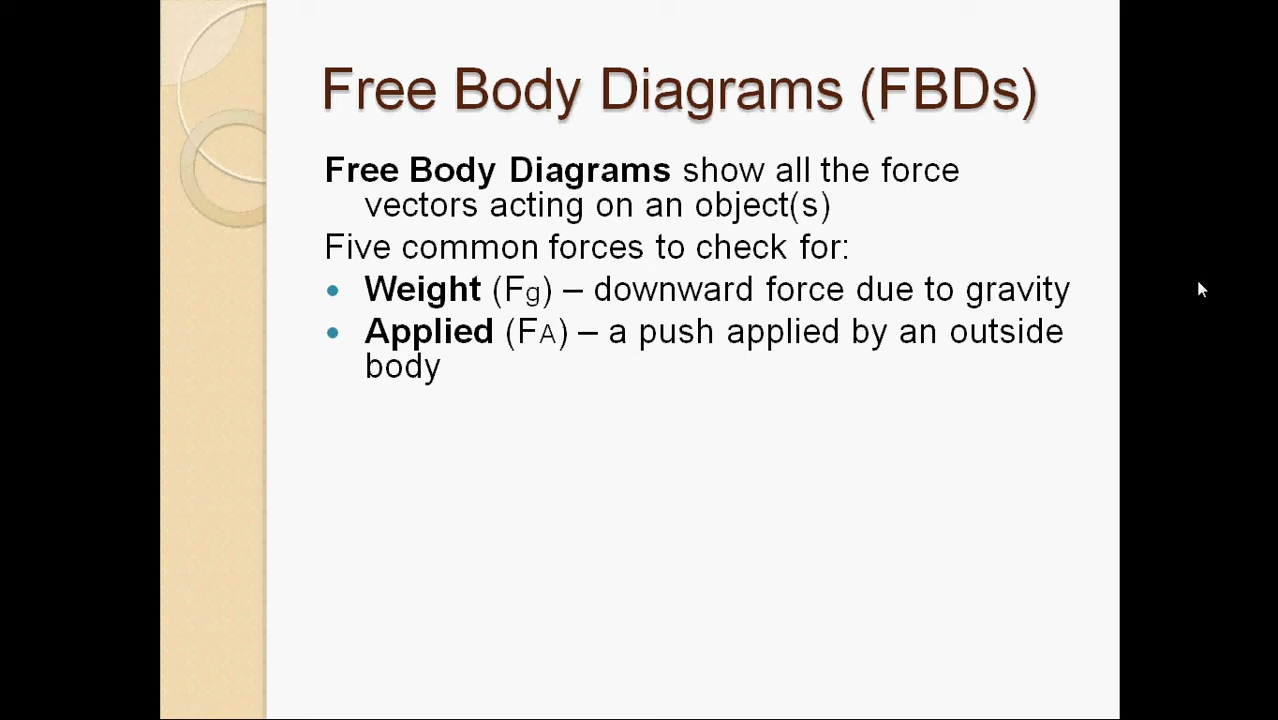 Free Body Diagrams (FBDs)
Free Body Diagrams show all the force
vectors acting on an object(s)
Five common forces to check for:
• Weight (Fg) – downward force due to gravity
• Applied (FA) – a push applied by an outside
body